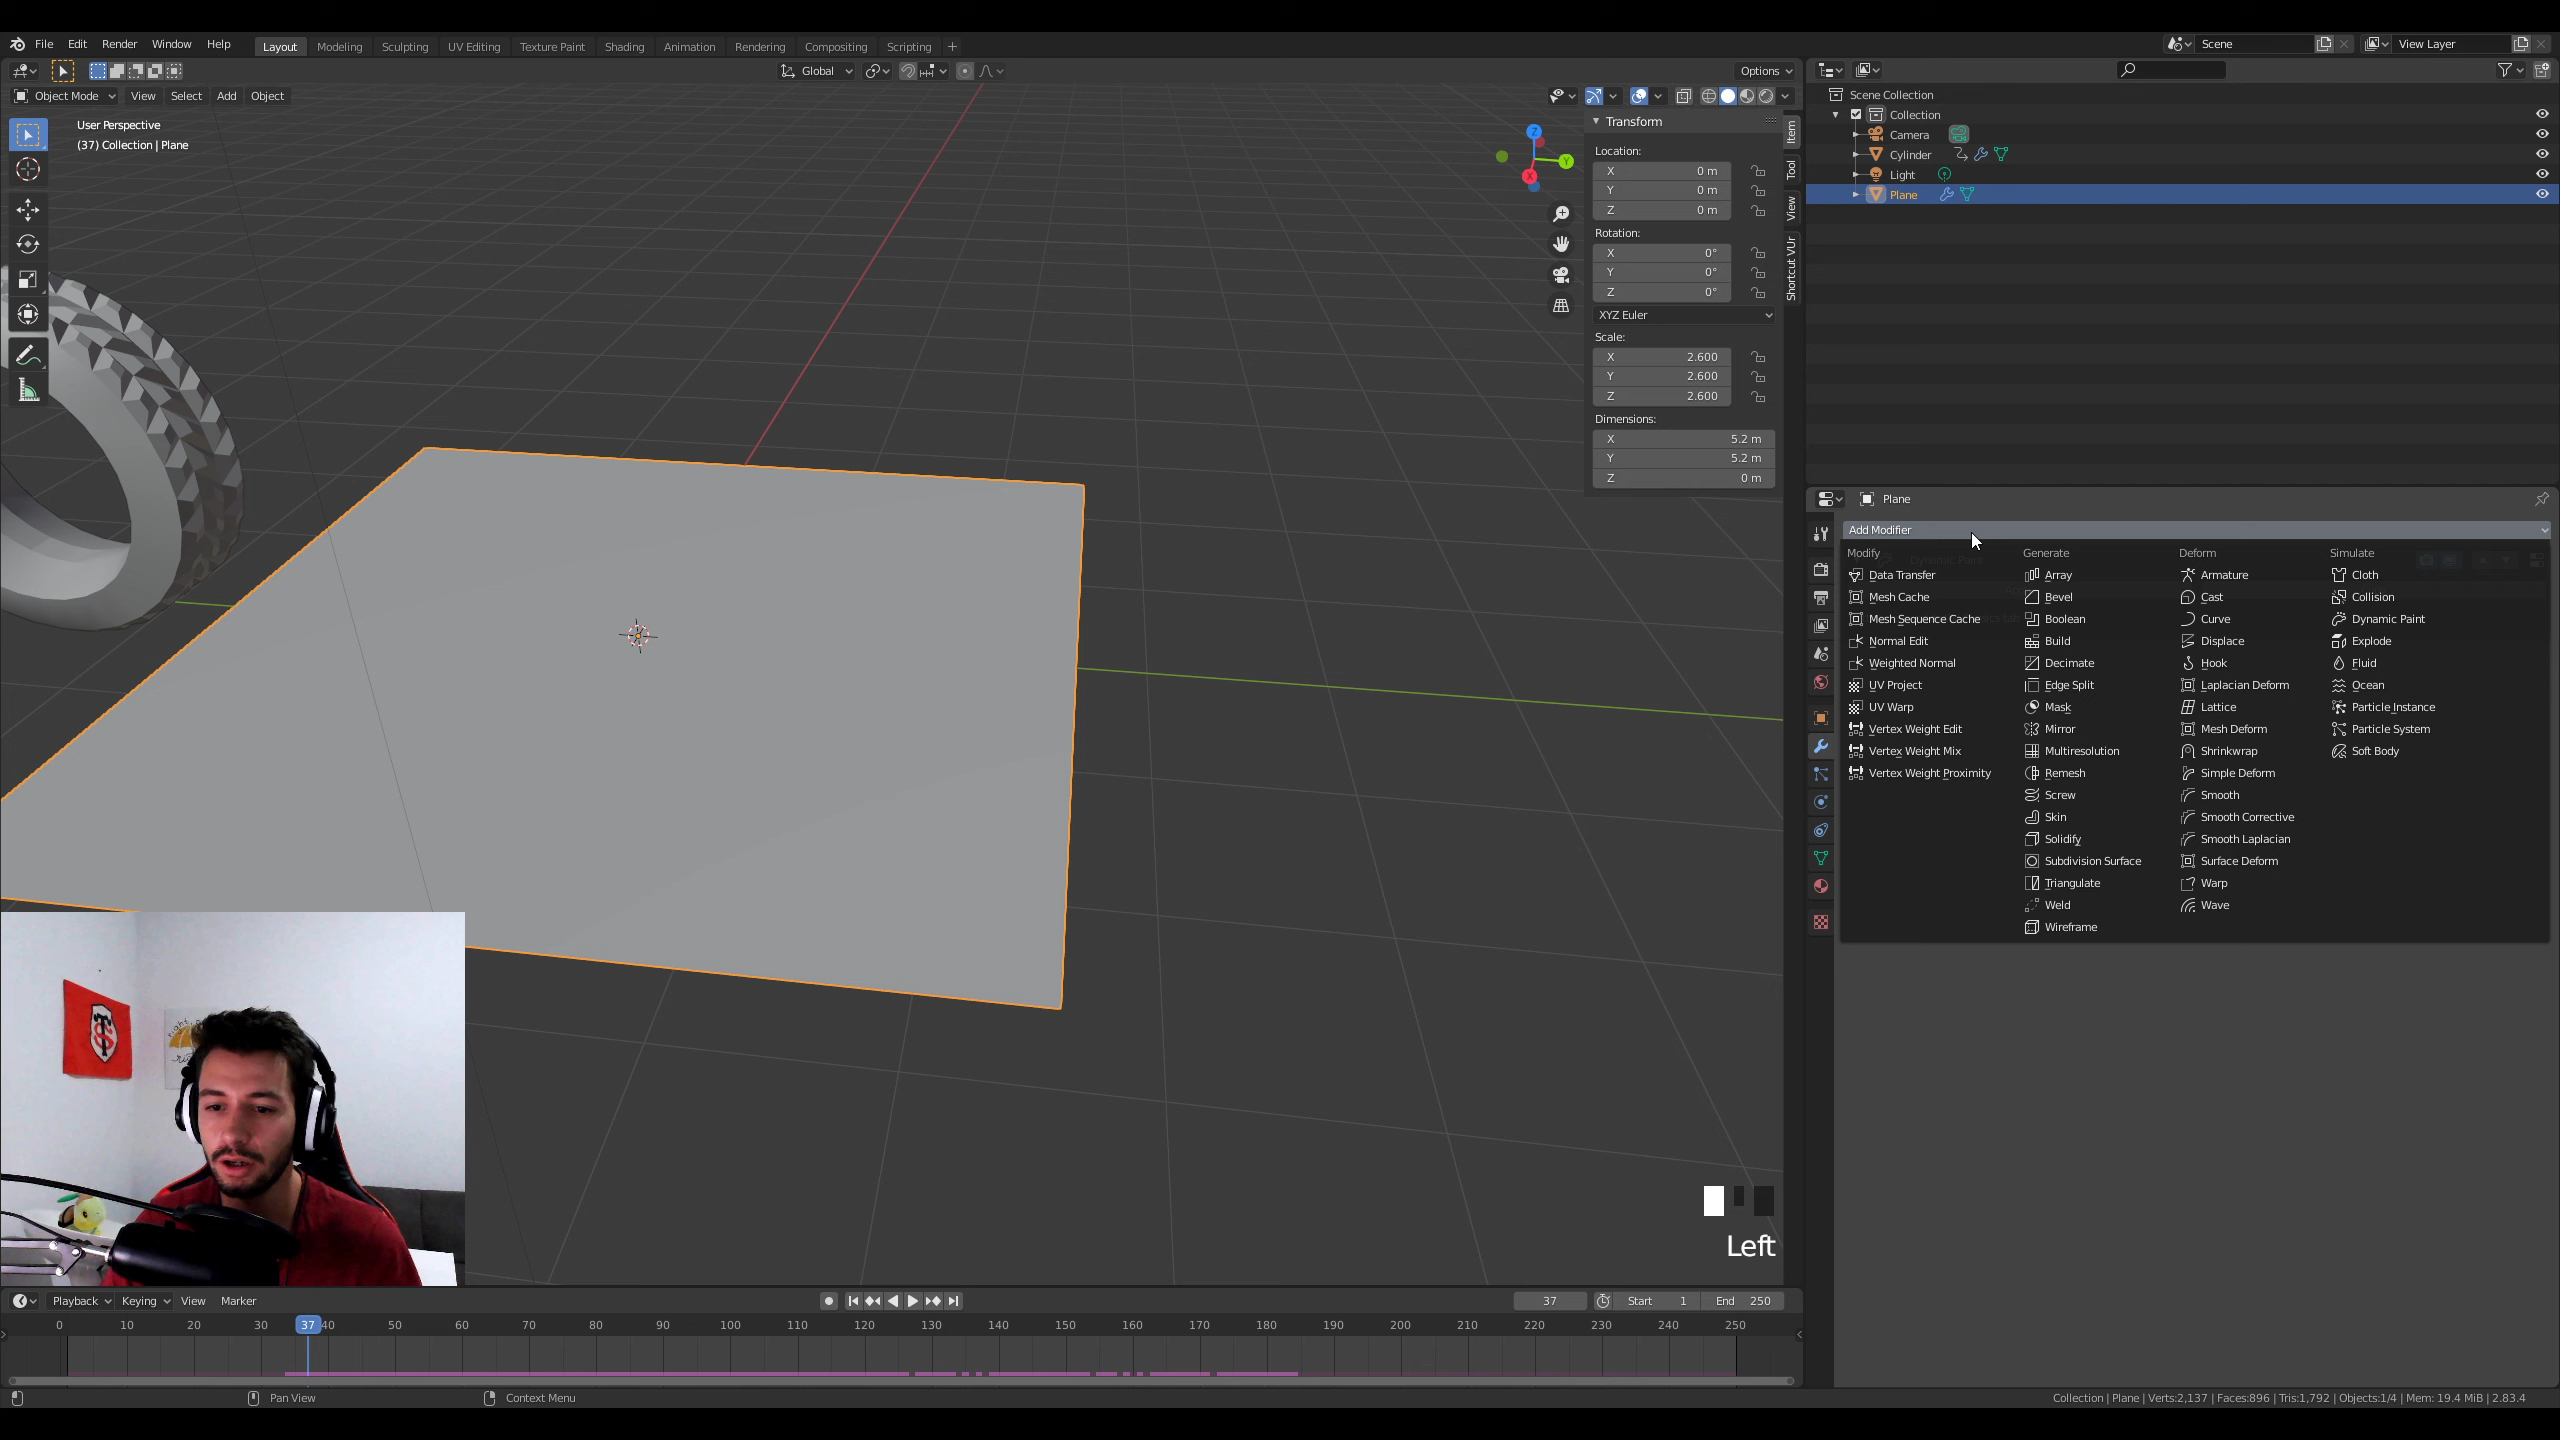 File Edit Render Window Help Layout Modeling Sculpting UV Editing Texture Paint Shading Animation Rendering Compositing Scripting +
Scene
View Layer
Global
Options
Object Mode View Select Add Object
User Perspective
(37) Collection | Plane
Z
Y
X
Transform
Location:
X 0 m
Y 0 m
Z 0 m
Rotation:
X 0°
Y 0°
Z 0°
XYZ Euler
Scale:
X 2.600
Y 2.600
Z 2.600
Dimensions:
X 5.2 m
Y 5.2 m
Z 0 m
Item
Tool
View
Shortcut VUr
Scene Collection
Collection
Camera
Cylinder
Light
Plane
Plane
Add Modifier
Modify
Data Transfer
Mesh Cache
Mesh Sequence Cache
Normal Edit
Weighted Normal
UV Project
UV Warp
Vertex Weight Edit
Vertex Weight Mix
Vertex Weight Proximity
Generate
Array
Bevel
Boolean
Build
Decimate
Edge Split
Mask
Mirror
Multiresolution
Remesh
Screw
Skin
Solidify
Subdivision Surface
Triangulate
Weld
Wireframe
Deform
Armature
Cast
Curve
Displace
Hook
Laplacian Deform
Lattice
Mesh Deform
Shrinkwrap
Simple Deform
Smooth
Smooth Corrective
Smooth Laplacian
Surface Deform
Warp
Wave
Simulate
Cloth
Collision
Dynamic Paint
Explode
Fluid
Ocean
Particle Instance
Particle System
Soft Body
Left
Playback Keying View Marker
37
Start 1
End 250
0 10 20 30 37 40 50 60 70 80 90 100 110 120 130 140 150 160 170 180 190 200 210 220 230 240 250
Pan View
Context Menu
Collection | Plane | Verts:2,137 | Faces:896 | Tris:1,792 | Objects:1/4 | Mem: 19.4 MiB | 2.83.4